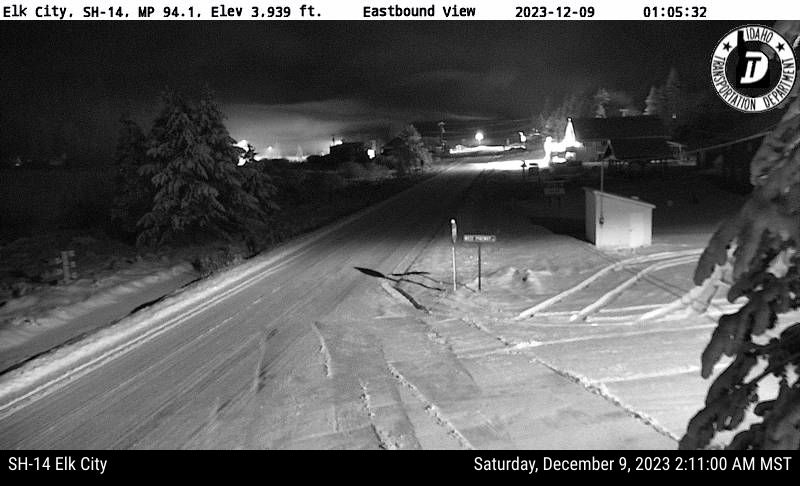 Elk City, SH-14, MP 94.1, Elev 3,939 ft. Eastbound View 2023-12-09 01:05:32
IDAHO
TRANSPORTATION DEPARTMENT
SH-14 Elk City
Saturday, December 9, 2023 2:11:00 AM MST